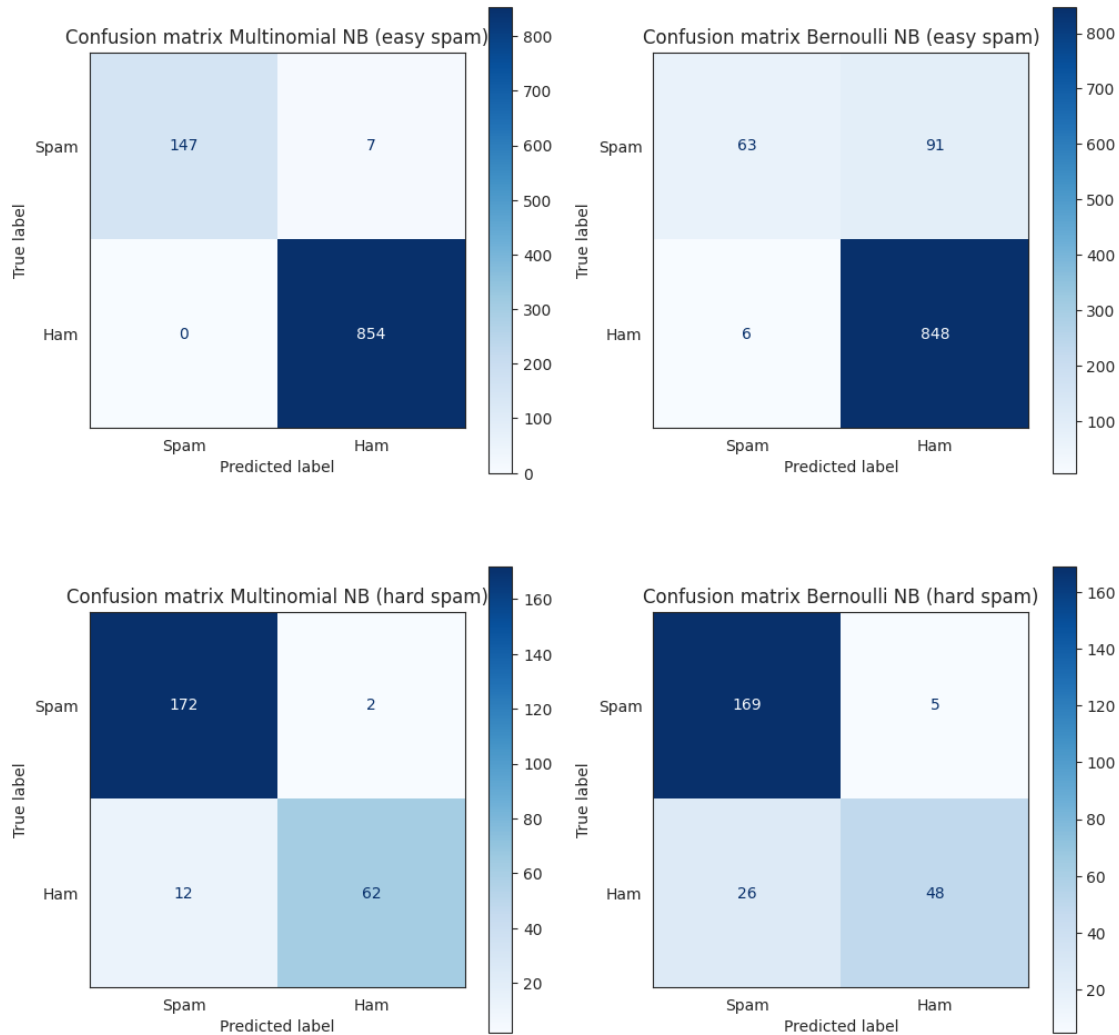 Confusion matrix Multinomial NB (easy spam)
Spam
Ham
True label
147
7
0
854
Spam
Ham
Predicted label
800
700
600
500
400
300
200
100
0
Confusion matrix Bernoulli NB (easy spam)
Spam
Ham
True label
63
91
6
848
Spam
Ham
Predicted label
800
700
600
500
400
300
200
100
Confusion matrix Multinomial NB (hard spam)
Spam
Ham
True label
172
2
12
62
Spam
Ham
Predicted label
160
140
120
100
80
60
40
20
Confusion matrix Bernoulli NB (hard spam)
Spam
Ham
True label
169
5
26
48
Spam
Ham
Predicted label
160
140
120
100
80
60
40
20